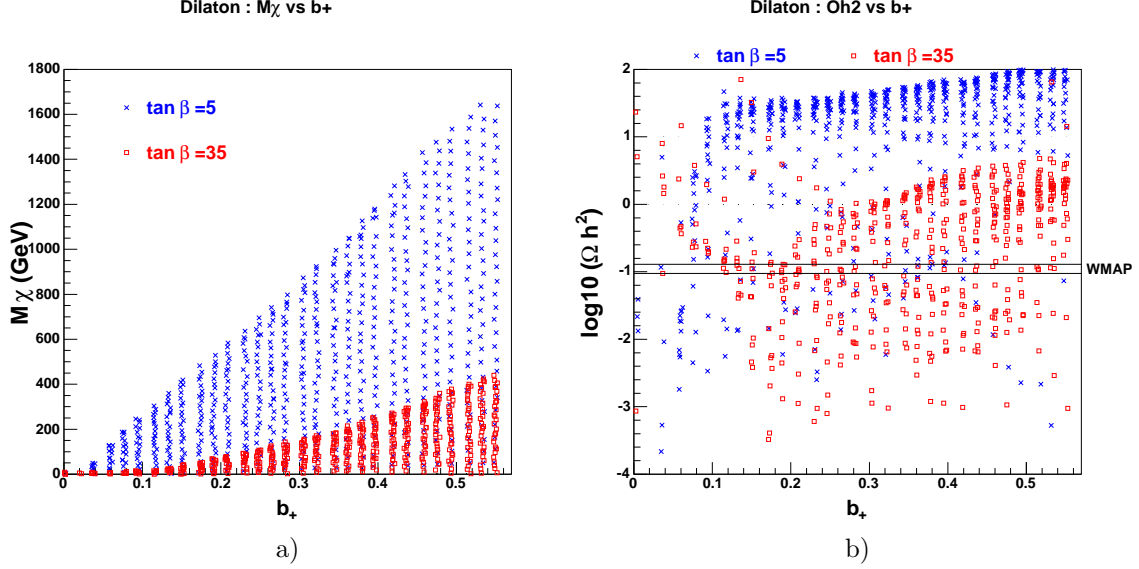 Dilaton : Mχ vs b+
tan β =5
tan β =35
Mχ (GeV)
1800
1600
1400
1200
1000
800
600
400
200
0
0 0.1 0.2 0.3 0.4 0.5
b+
a)
Dilaton : Oh2 vs b+
tan β =5 tan β =35
log10 (Ω h²)
2
1
0
-1
-2
-3
-4
WMAP
0 0.1 0.2 0.3 0.4 0.5
b+
b)